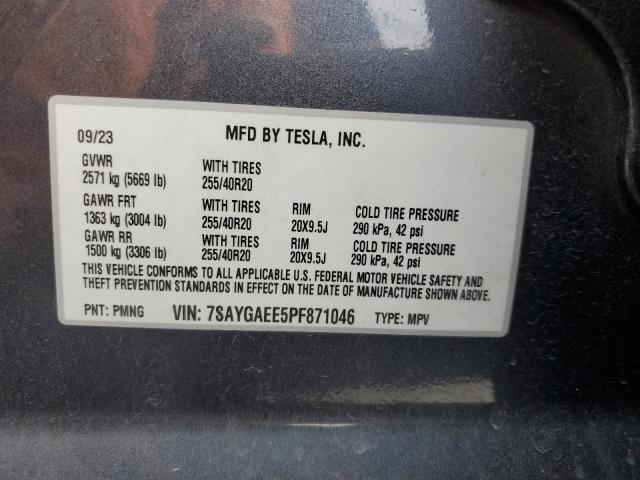 09/23 MFD BY TESLA, INC.
GVWR WITH TIRES
2571 kg (5669 lb) 255/40R20
GAWR FRT WITH TIRES RIM COLD TIRE PRESSURE
1363 kg (3004 lb) 255/40R20 20X9.5J 290 kPa, 42 psi
GAWR RR WITH TIRES RIM COLD TIRE PRESSURE
1500 kg (3306 lb) 255/40R20 20X9.5J 290 kPa, 42 psi
THIS VEHICLE CONFORMS TO ALL APPLICABLE U.S. FEDERAL MOTOR VEHICLE SAFETY AND
THEFT PREVENTION STANDARDS IN EFFECT ON THE DATE OF MANUFACTURE SHOWN ABOVE.
PNT: PMNG VIN: 7SAYGAEE5PF871046 TYPE: MPV